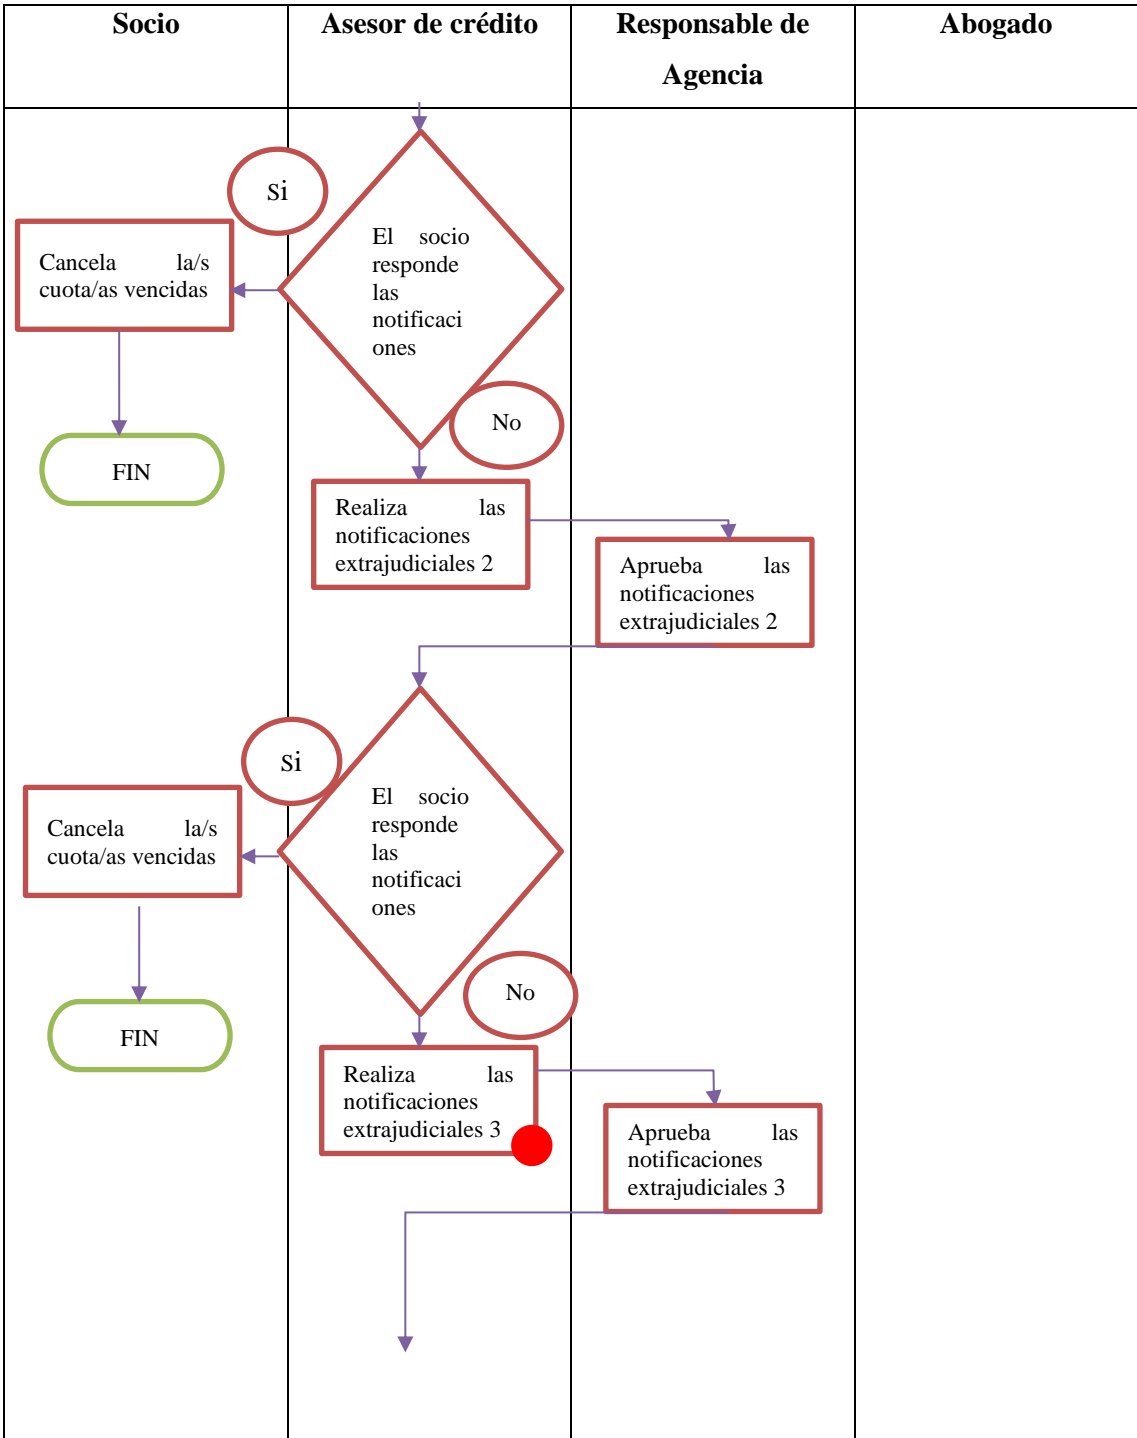 Socio
Asesor de crédito
Responsable de
Agencia
Abogado
Si
El socio
responde
las
notificaci
ones
Cancela la/s
cuota/as vencidas
No
FIN
Realiza las
notificaciones
extrajudiciales 2
Aprueba las
notificaciones
extrajudiciales 2
Si
El socio
responde
las
notificaci
ones
Cancela la/s
cuota/as vencidas
No
FIN
Realiza las
notificaciones
extrajudiciales 3
Aprueba las
notificaciones
extrajudiciales 3